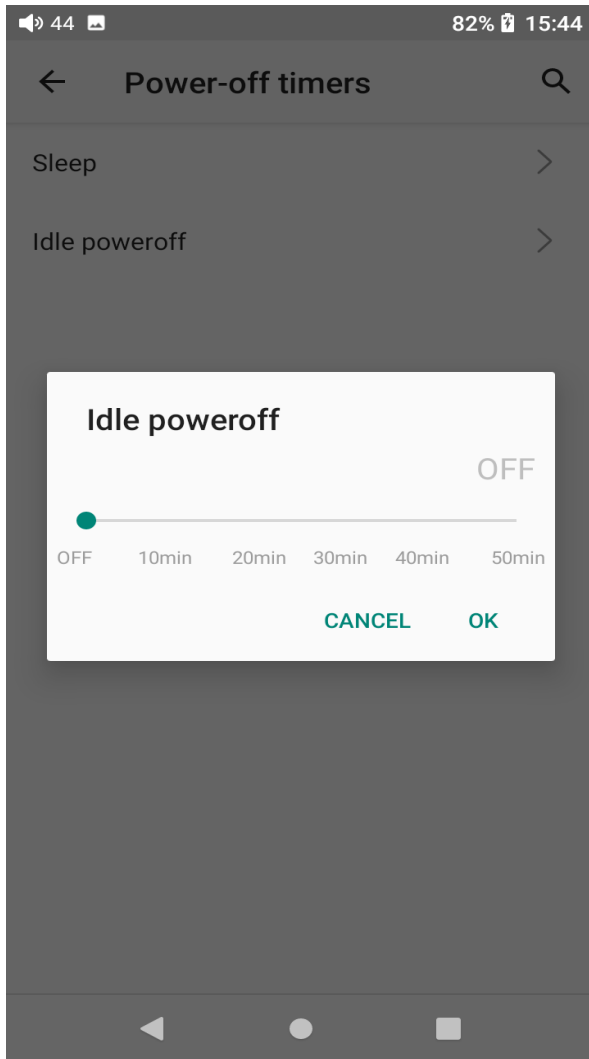 44 82% 15:44
Power-off timers
Sleep
Idle poweroff
Idle poweroff
OFF
OFF 10min 20min 30min 40min 50min
CANCEL OK